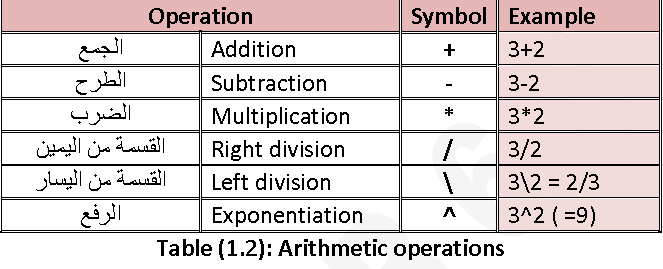 Operation Symbol Example
الجمع Addition + 3+2
الطرح Subtraction - 3-2
الضرب Multiplication * 3*2
القسمة من اليمين Right division / 3/2
القسمة من اليسار Left division \ 3\2 = 2/3
الرفع Exponentiation ^ 3^2 ( =9)
Table (1.2): Arithmetic operations